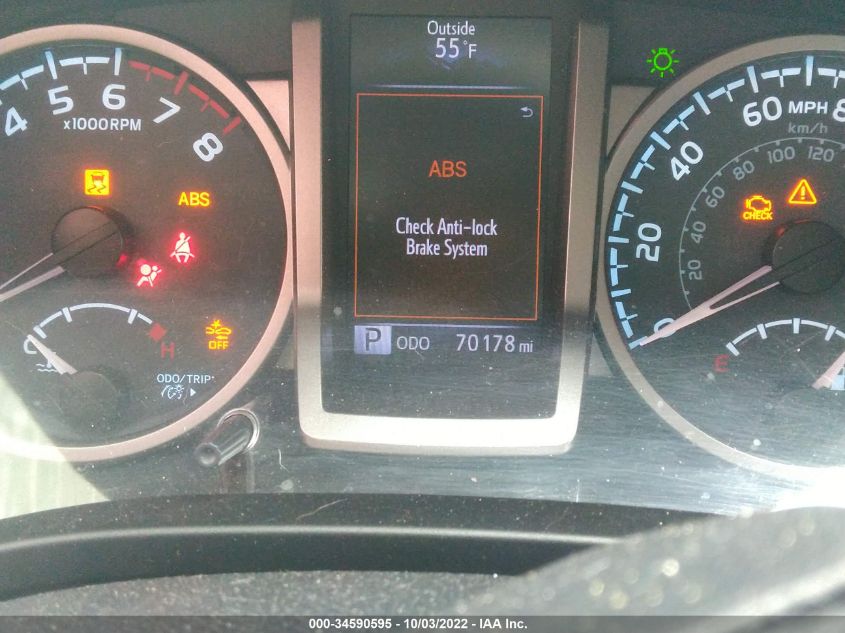 Outside
55°F
4 5 6 7 8
x1000RPM
ABS
OFF
C
H
ODO/TRIP
ABS
Check Anti-lock
Brake System
P ODO 70178 mi
0 20 40 60 MPH 8
km/h
20 40 60 80 100 120
CHECK
E
000-34590595 - 10/03/2022 - IAA Inc.